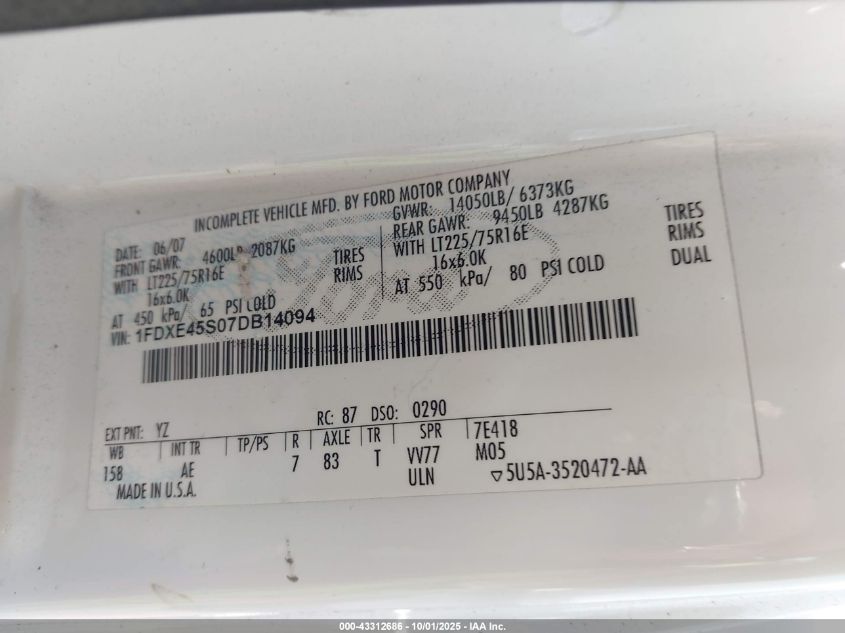 INCOMPLETE VEHICLE MFD. BY FORD MOTOR COMPANY
DATE: 06/07 GVWR: 14050LB/ 6373KG
FRONT GAWR: 4600LB 2087KG REAR GAWR: 9450LB 4287KG
WITH LT225/75R16E TIRES WITH LT225/75R16E TIRES
16x6.0K RIMS 16x6.0K RIMS
AT 450 kPa/ 65 PSI COLD AT 550 kPa/ 80 PSI COLD DUAL
VIN: 1FDXE45S07DB14094
Ford
EXT PNT: YZ RC: 87 DSO: 0290
WB INT TR TP/PS R AXLE TR SPR 7E418
158 AE 7 83 T VV77 M05
MADE IN U.S.A. ULN ▽5U5A-3520472-AA
000-43312686 - 10/01/2025 - IAA Inc.